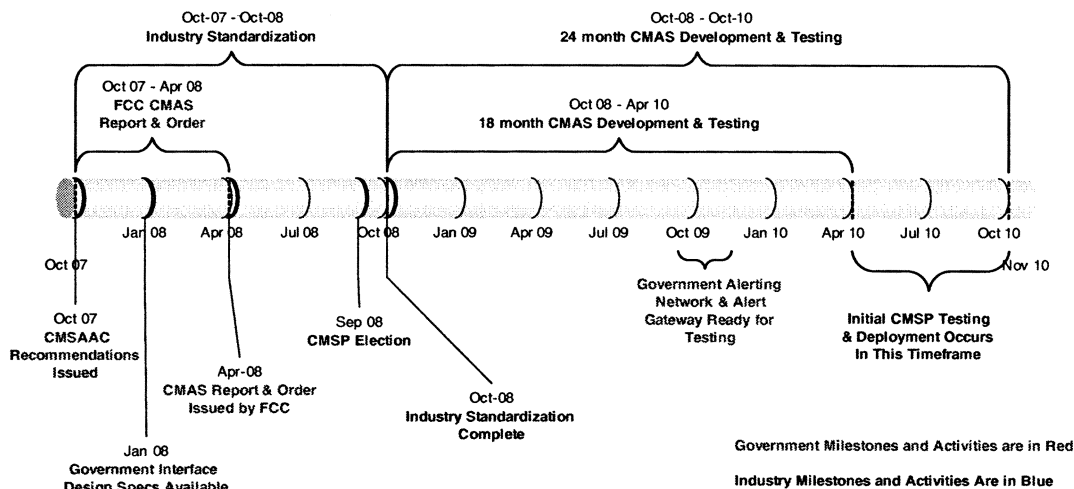 Oct-07 - Oct-08
Industry Standardization
Oct-08 - Oct-10
24 month CMAS Development & Testing
Oct 07 - Apr 08
FCC CMAS
Report & Order
Oct 08 - Apr 10
18 month CMAS Development & Testing
Jan 08
Apr 08
Jul 08
Oct 08
Jan 09
Apr 09
Jul 09
Oct 09
Jan 10
Apr 10
Jul 10
Oct 10
Oct 07
Nov 10
Oct 07
CMSAAC
Recommendations
Issued
Jan 08
Government Interface
Design Specs Available
Apr-08
CMAS Report & Order
Issued by FCC
Sep 08
CMSP Election
Oct-08
Industry Standardization
Complete
Government Alerting
Network & Alert
Gateway Ready for
Testing
Initial CMSP Testing
& Deployment Occurs
In This Timeframe
Government Milestones and Activities are in Red
Industry Milestones and Activities Are in Blue